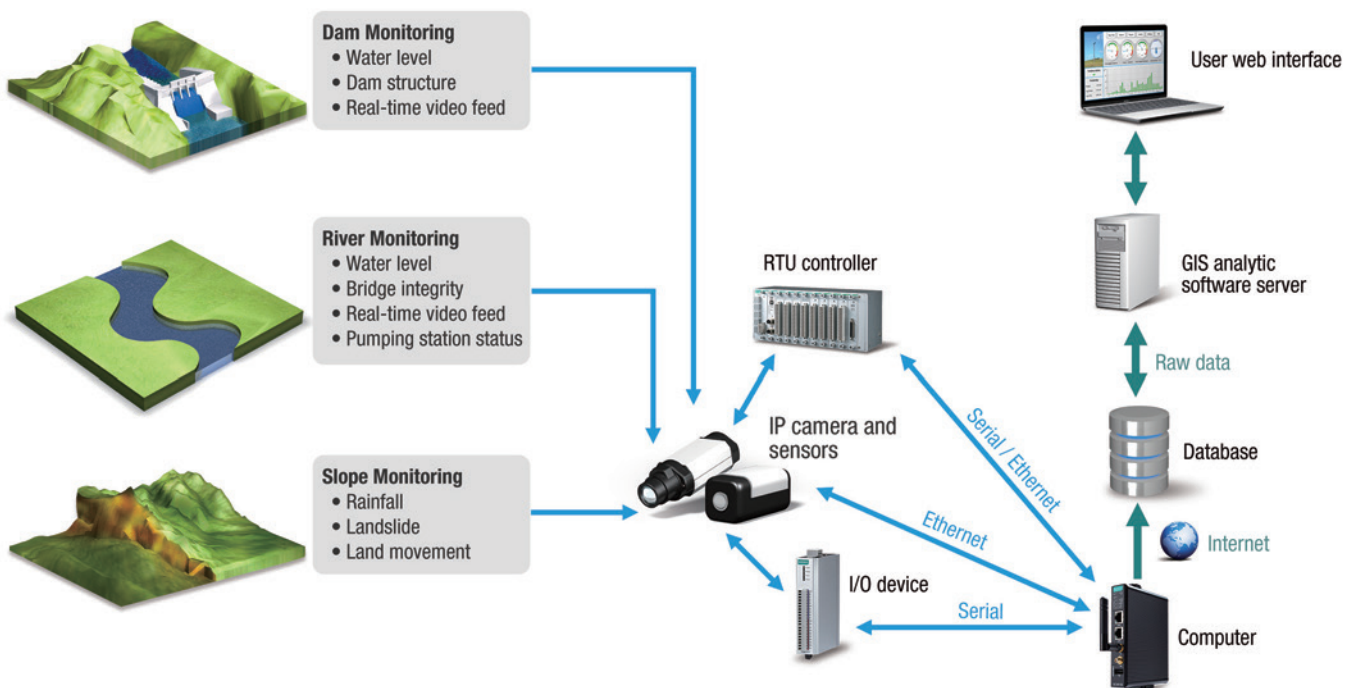 Dam Monitoring
• Water level
• Dam structure
• Real-time video feed
River Monitoring
• Water level
• Bridge integrity
• Real-time video feed
• Pumping station status
Slope Monitoring
• Rainfall
• Landslide
• Land movement
RTU controller
IP camera and
sensors
I/O device
Serial / Ethernet
Ethernet
Serial
User web interface
GIS analytic
software server
Raw data
Database
Internet
Computer